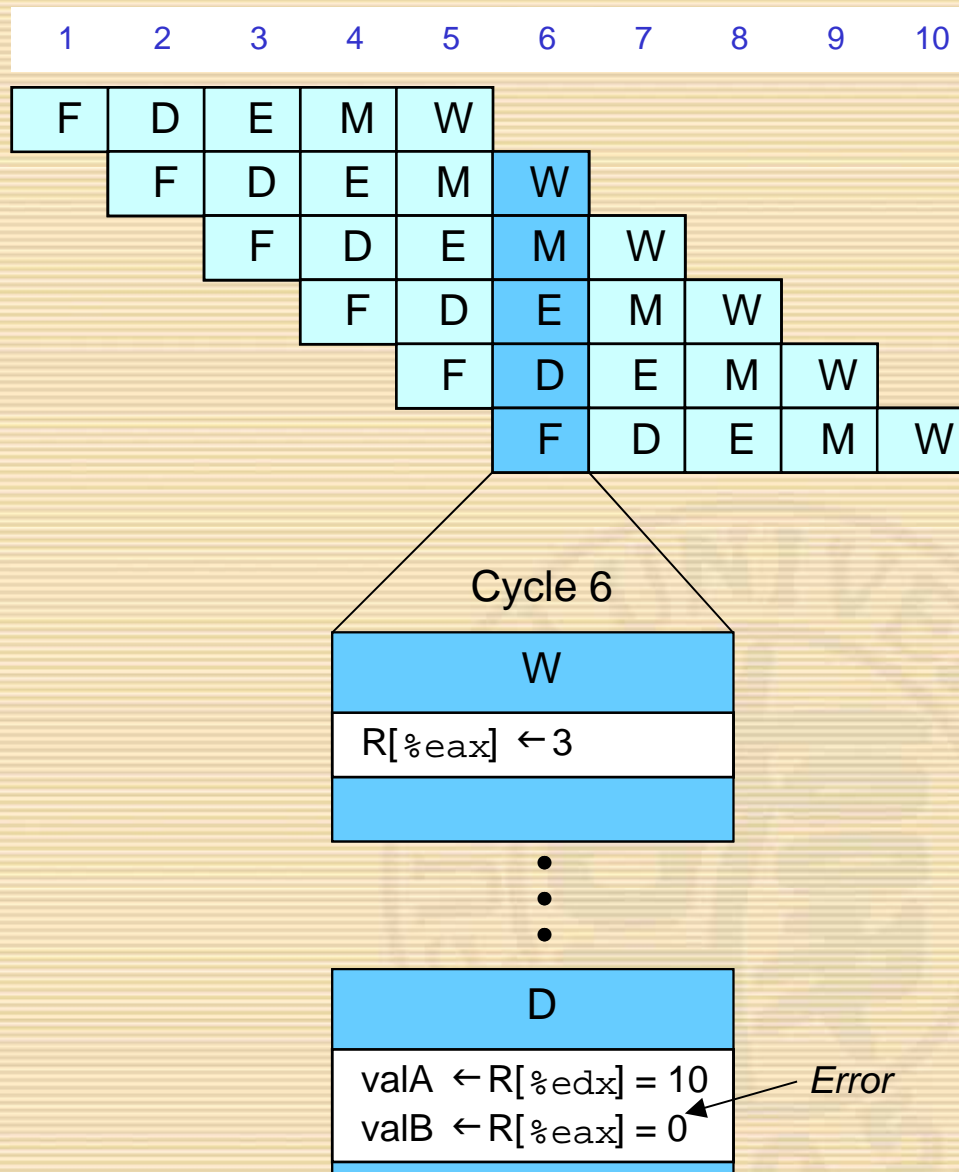 1 2 3 4 5 6 7 8 9 10
F D E M W
F D E M W
F D E M W
F D E M W
F D E M W
F D E M W
Cycle 6
W
R[%eax] ←3
D
valA ←R[%edx] = 10
valB ←R[%eax] = 0
Error